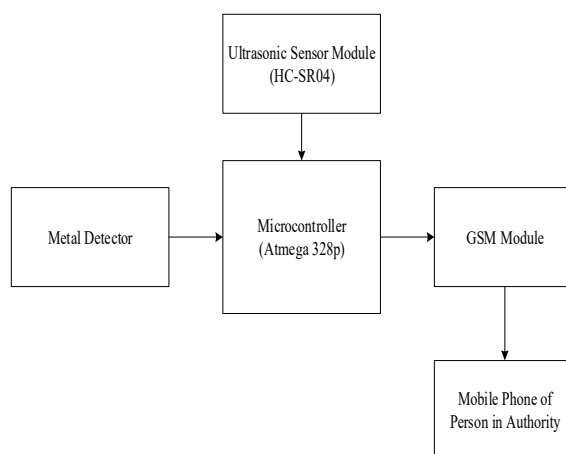 Ultrasonic Sensor Module
(HC-SR04)
Metal Detector
Microcontroller
(Atmega 328p)
GSM Module
Mobile Phone of
Person in Authority